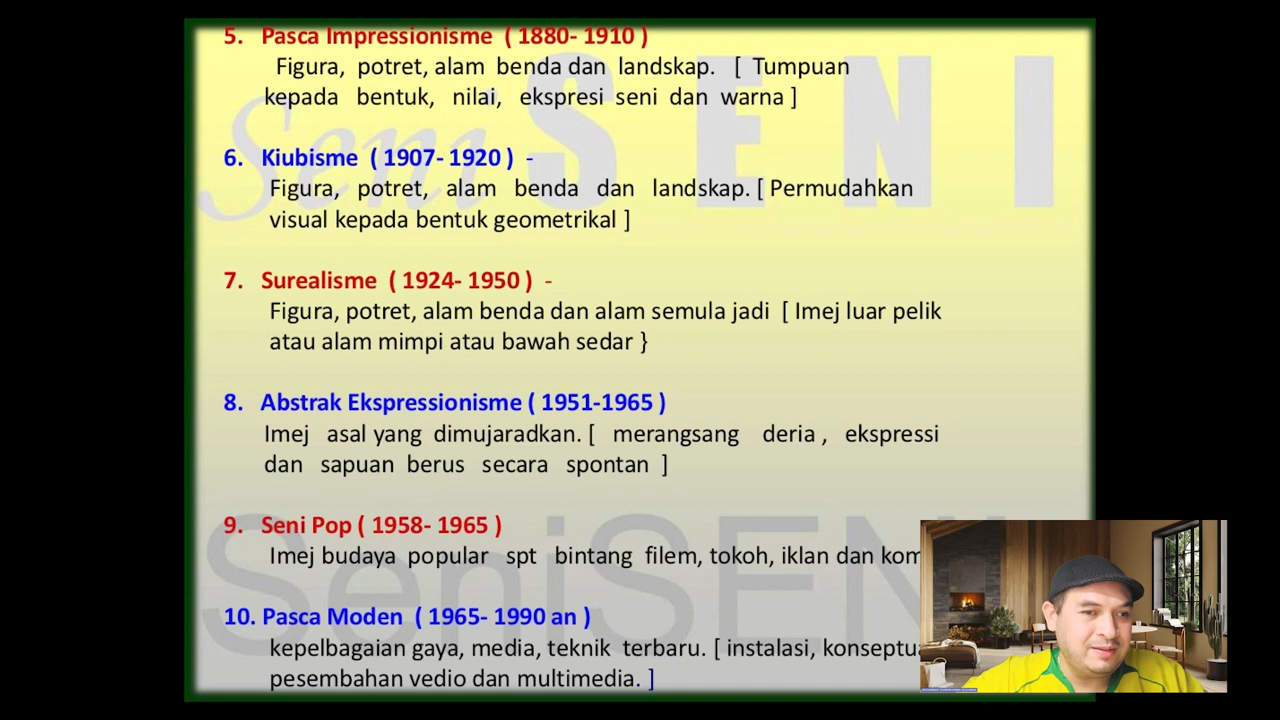 5. Pasca Impressionisme ( 1880- 1910 )
Figura, potret, alam benda dan landskap. [ Tumpuan
kepada bentuk, nilai, ekspresi seni dan warna ]
6. Kiubisme ( 1907- 1920 ) -
Figura, potret, alam benda dan landskap. [ Permudahkan
visual kepada bentuk geometrikal ]
7. Surealisme ( 1924- 1950 ) -
Figura, potret, alam benda dan alam semula jadi [ Imej luar pelik
atau alam mimpi atau bawah sedar }
8. Abstrak Ekspressionisme ( 1951-1965 )
Imej asal yang dimujaradkan. [ merangsang deria , ekspressi
dan sapuan berus secara spontan ]
9. Seni Pop ( 1958- 1965 )
Imej budaya popular spt bintang filem, tokoh, iklan dan
10. Pasca Moden ( 1965- 1990 an )
kepelbagaian gaya, media, teknik terbaru. [ instalasi,
pesembahan vedio dan multimedia. ]
Seni SENI
SeniSENI